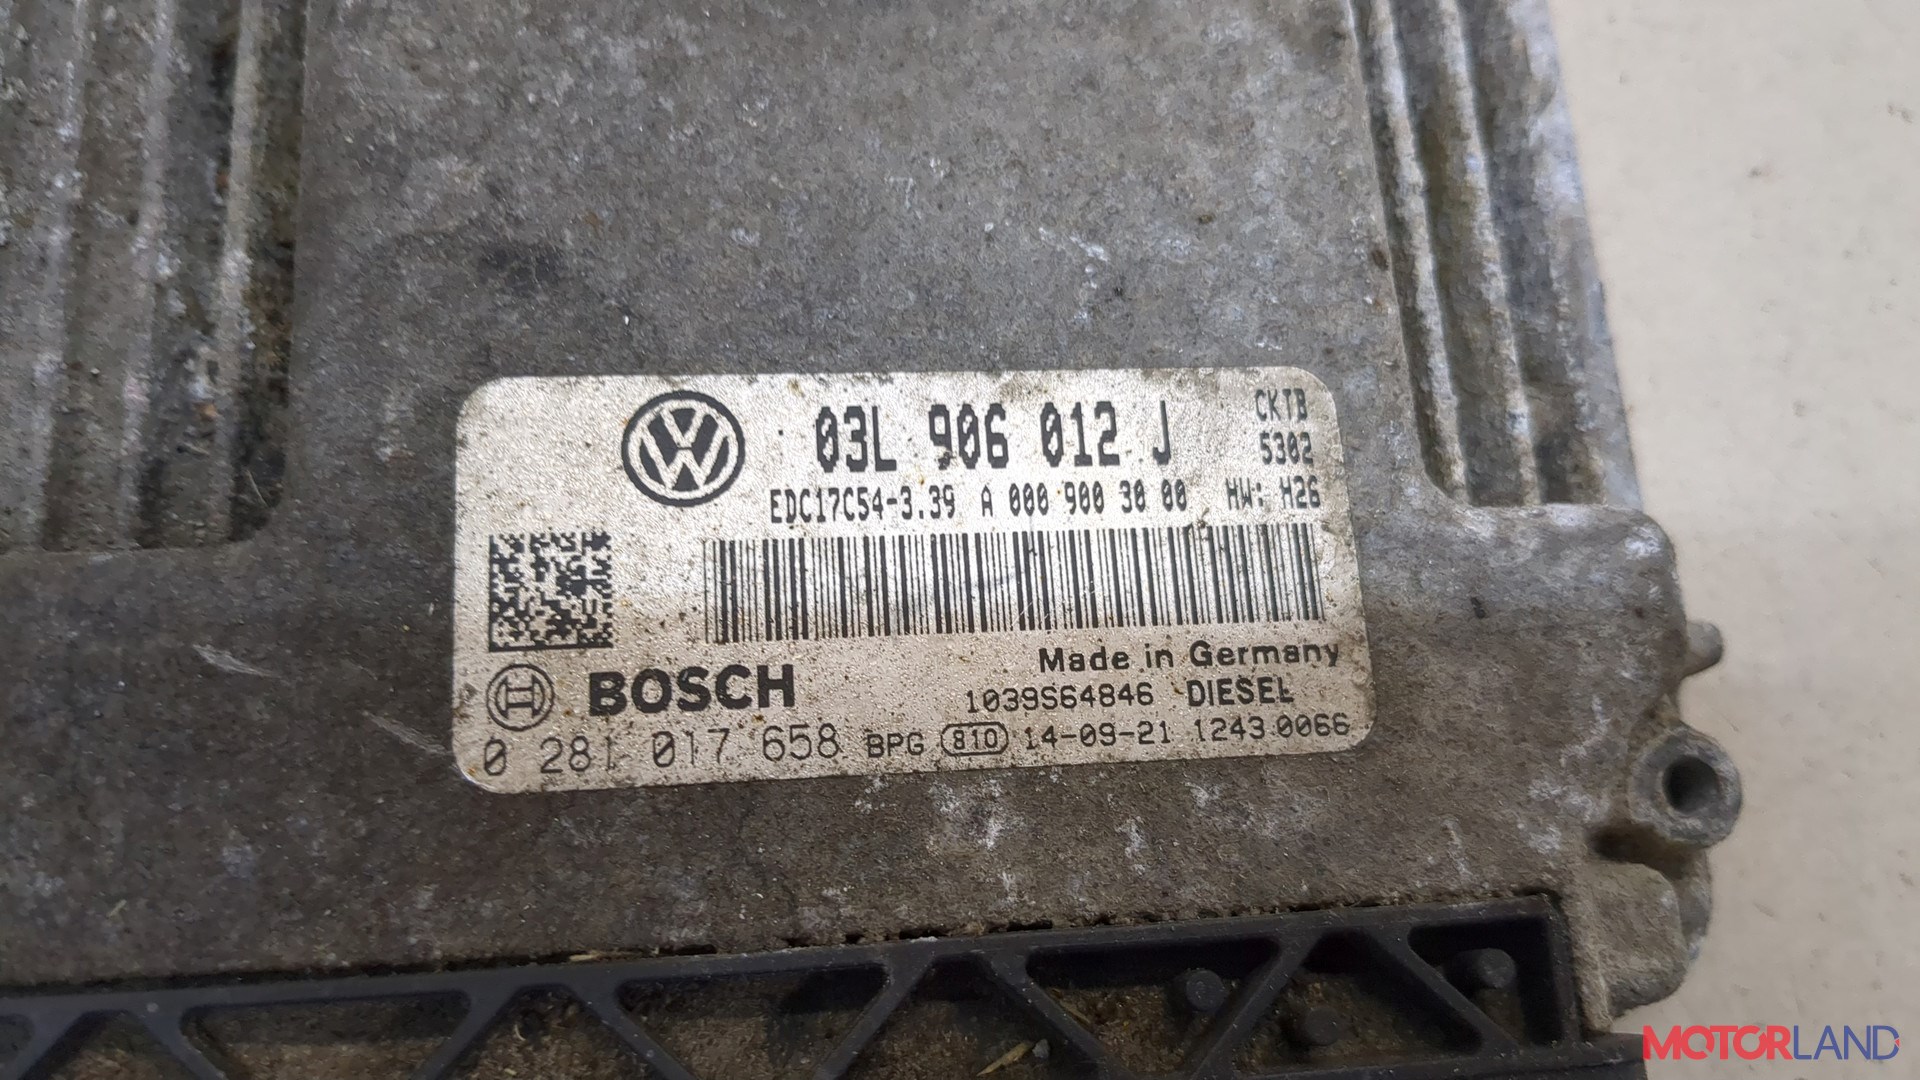 03L 906 012 J
CKTB
5302
EDC17C54-3.39 A 000 900 30 00 HW: H26
Made in Germany
BOSCH
1039S64846 DIESEL
0 281 017 658 BPG 810 14-09-21 1243 0066
MOTORLAND